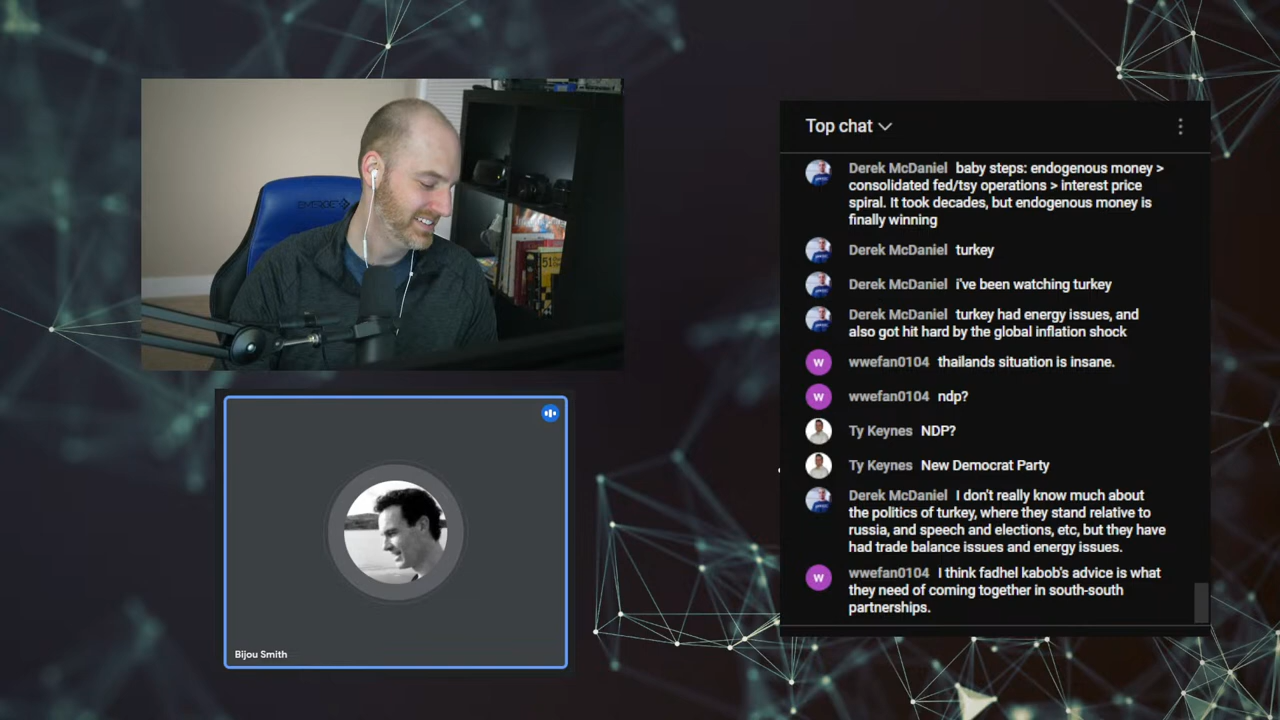 EMERGE
51
Top chat
Derek McDaniel baby steps: endogenous money >
consolidated fed/tsy operations > interest price
spiral. It took decades, but endogenous money is
finally winning
Derek McDaniel turkey
Derek McDaniel i've been watching turkey
Derek McDaniel turkey had energy issues, and
also got hit hard by the global inflation shock
W wwefan0104 thailands situation is insane.
W wwefan0104 ndp?
Ty Keynes NDP?
Ty Keynes New Democrat Party
Derek McDaniel I don't really know much about
the politics of turkey, where they stand relative to
russia, and speech and elections, etc, but they have
had trade balance issues and energy issues.
W wwefan0104 I think fadhel kabob's advice is what
they need of coming together in south-south
partnerships.
Bijou Smith